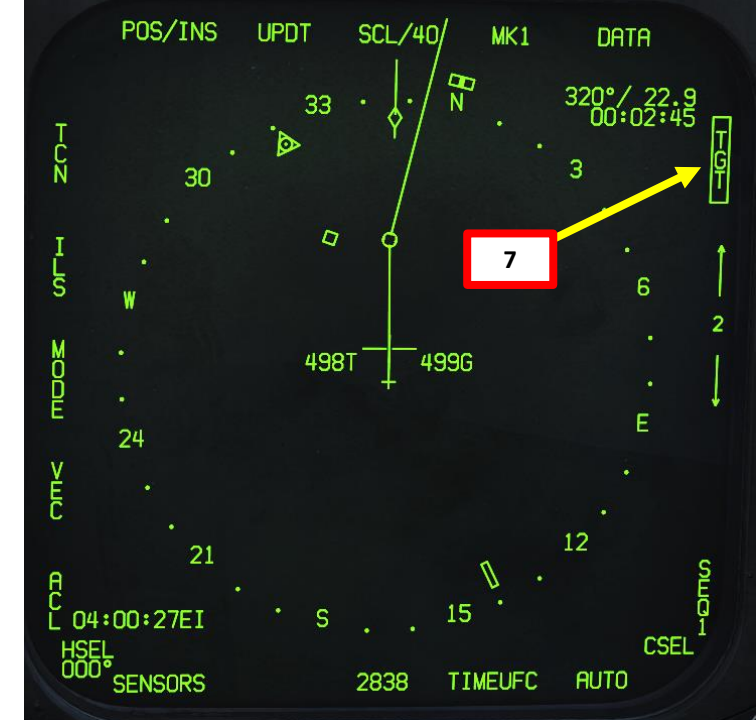 POS/INS UPDT SCL/40 MK1 DATA
320°/ 22.9
00:02:45
33 N
TCN
TGT
30 3
7
ILS
W 6
2
498T 499G
MODE
24 E
VEC
21 12
S 15
ACL
SEQ1
04:00:27EI
HSEL
000°
CSEL
SENSORS 2838 TIMEUFC AUTO